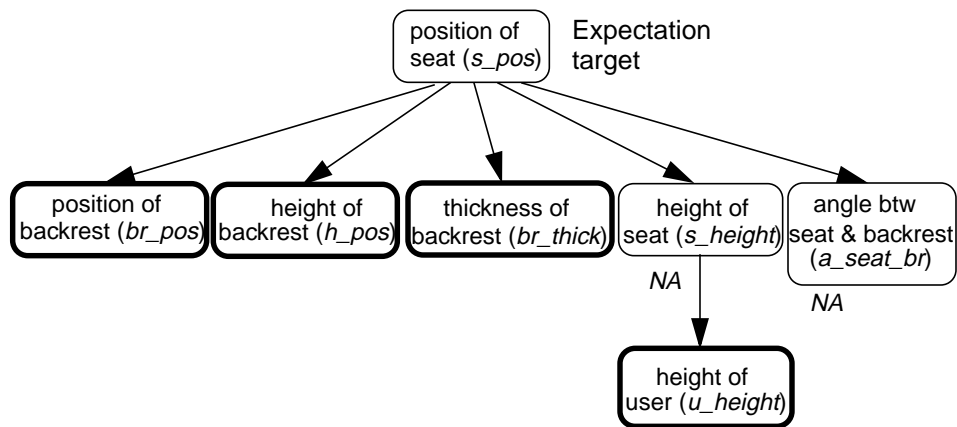 position of
seat (s_pos)
Expectation
target
position of
backrest (br_pos)
height of
backrest (h_pos)
thickness of
backrest (br_thick)
height of
seat (s_height)
angle btw
seat & backrest
(a_seat_br)
NA
NA
height of
user (u_height)